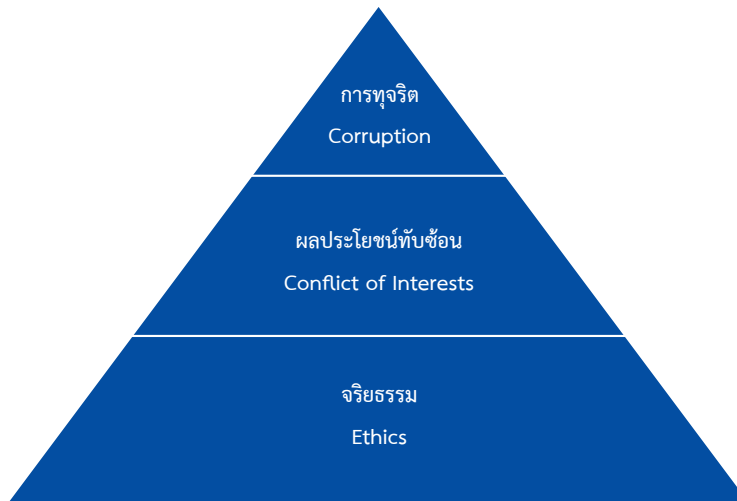 การทุจริต
Corruption
ผลประโยชน์ทับซ้อน
Conflict of Interests
จริยธรรม
Ethics